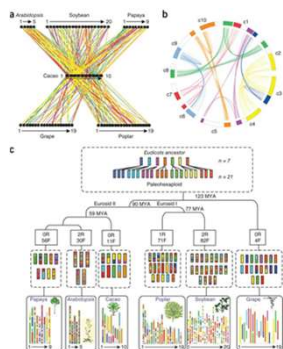 a
Arabidopsis
1 5
Soybean
1 20
Papaya
1 9
Cacao 1 10
Grape
1 19
Poplar
1 19
b
c10
c1
c9
c2
c8
c7
c3
c6
c5
c4
c
Eudicots ancestor
n = 7
n = 21
Paleohexaploid
123 MYA
Eurosid II
90 MYA
Eurosid I
59 MYA
77 MYA
0R
2R
0R
1R
2R
0R
11F
71F
4F
Papaya
Arabidopsis
Cacao
Poplar
Soybean
Grape